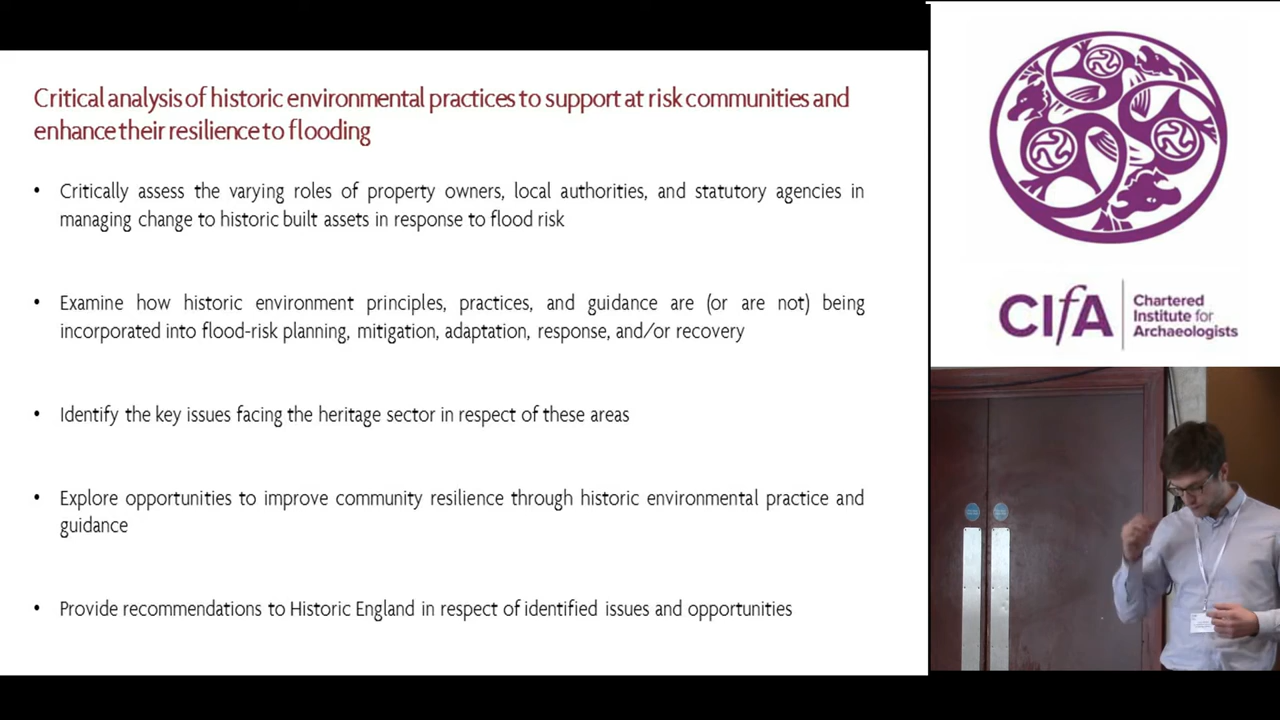 Critical analysis of historic environmental practices to support at risk communities and
enhance their resilience to flooding
• Critically assess the varying roles of property owners, local authorities, and statutory agencies in
managing change to historic built assets in response to flood risk
• Examine how historic environment principles, practices, and guidance are (or are not) being
incorporated into flood-risk planning, mitigation, adaptation, response, and/or recovery
• Identify the key issues facing the heritage sector in respect of these areas
• Explore opportunities to improve community resilience through historic environmental practice and
guidance
• Provide recommendations to Historic England in respect of identified issues and opportunities
CIfA
Chartered
Institute for
Archaeologists